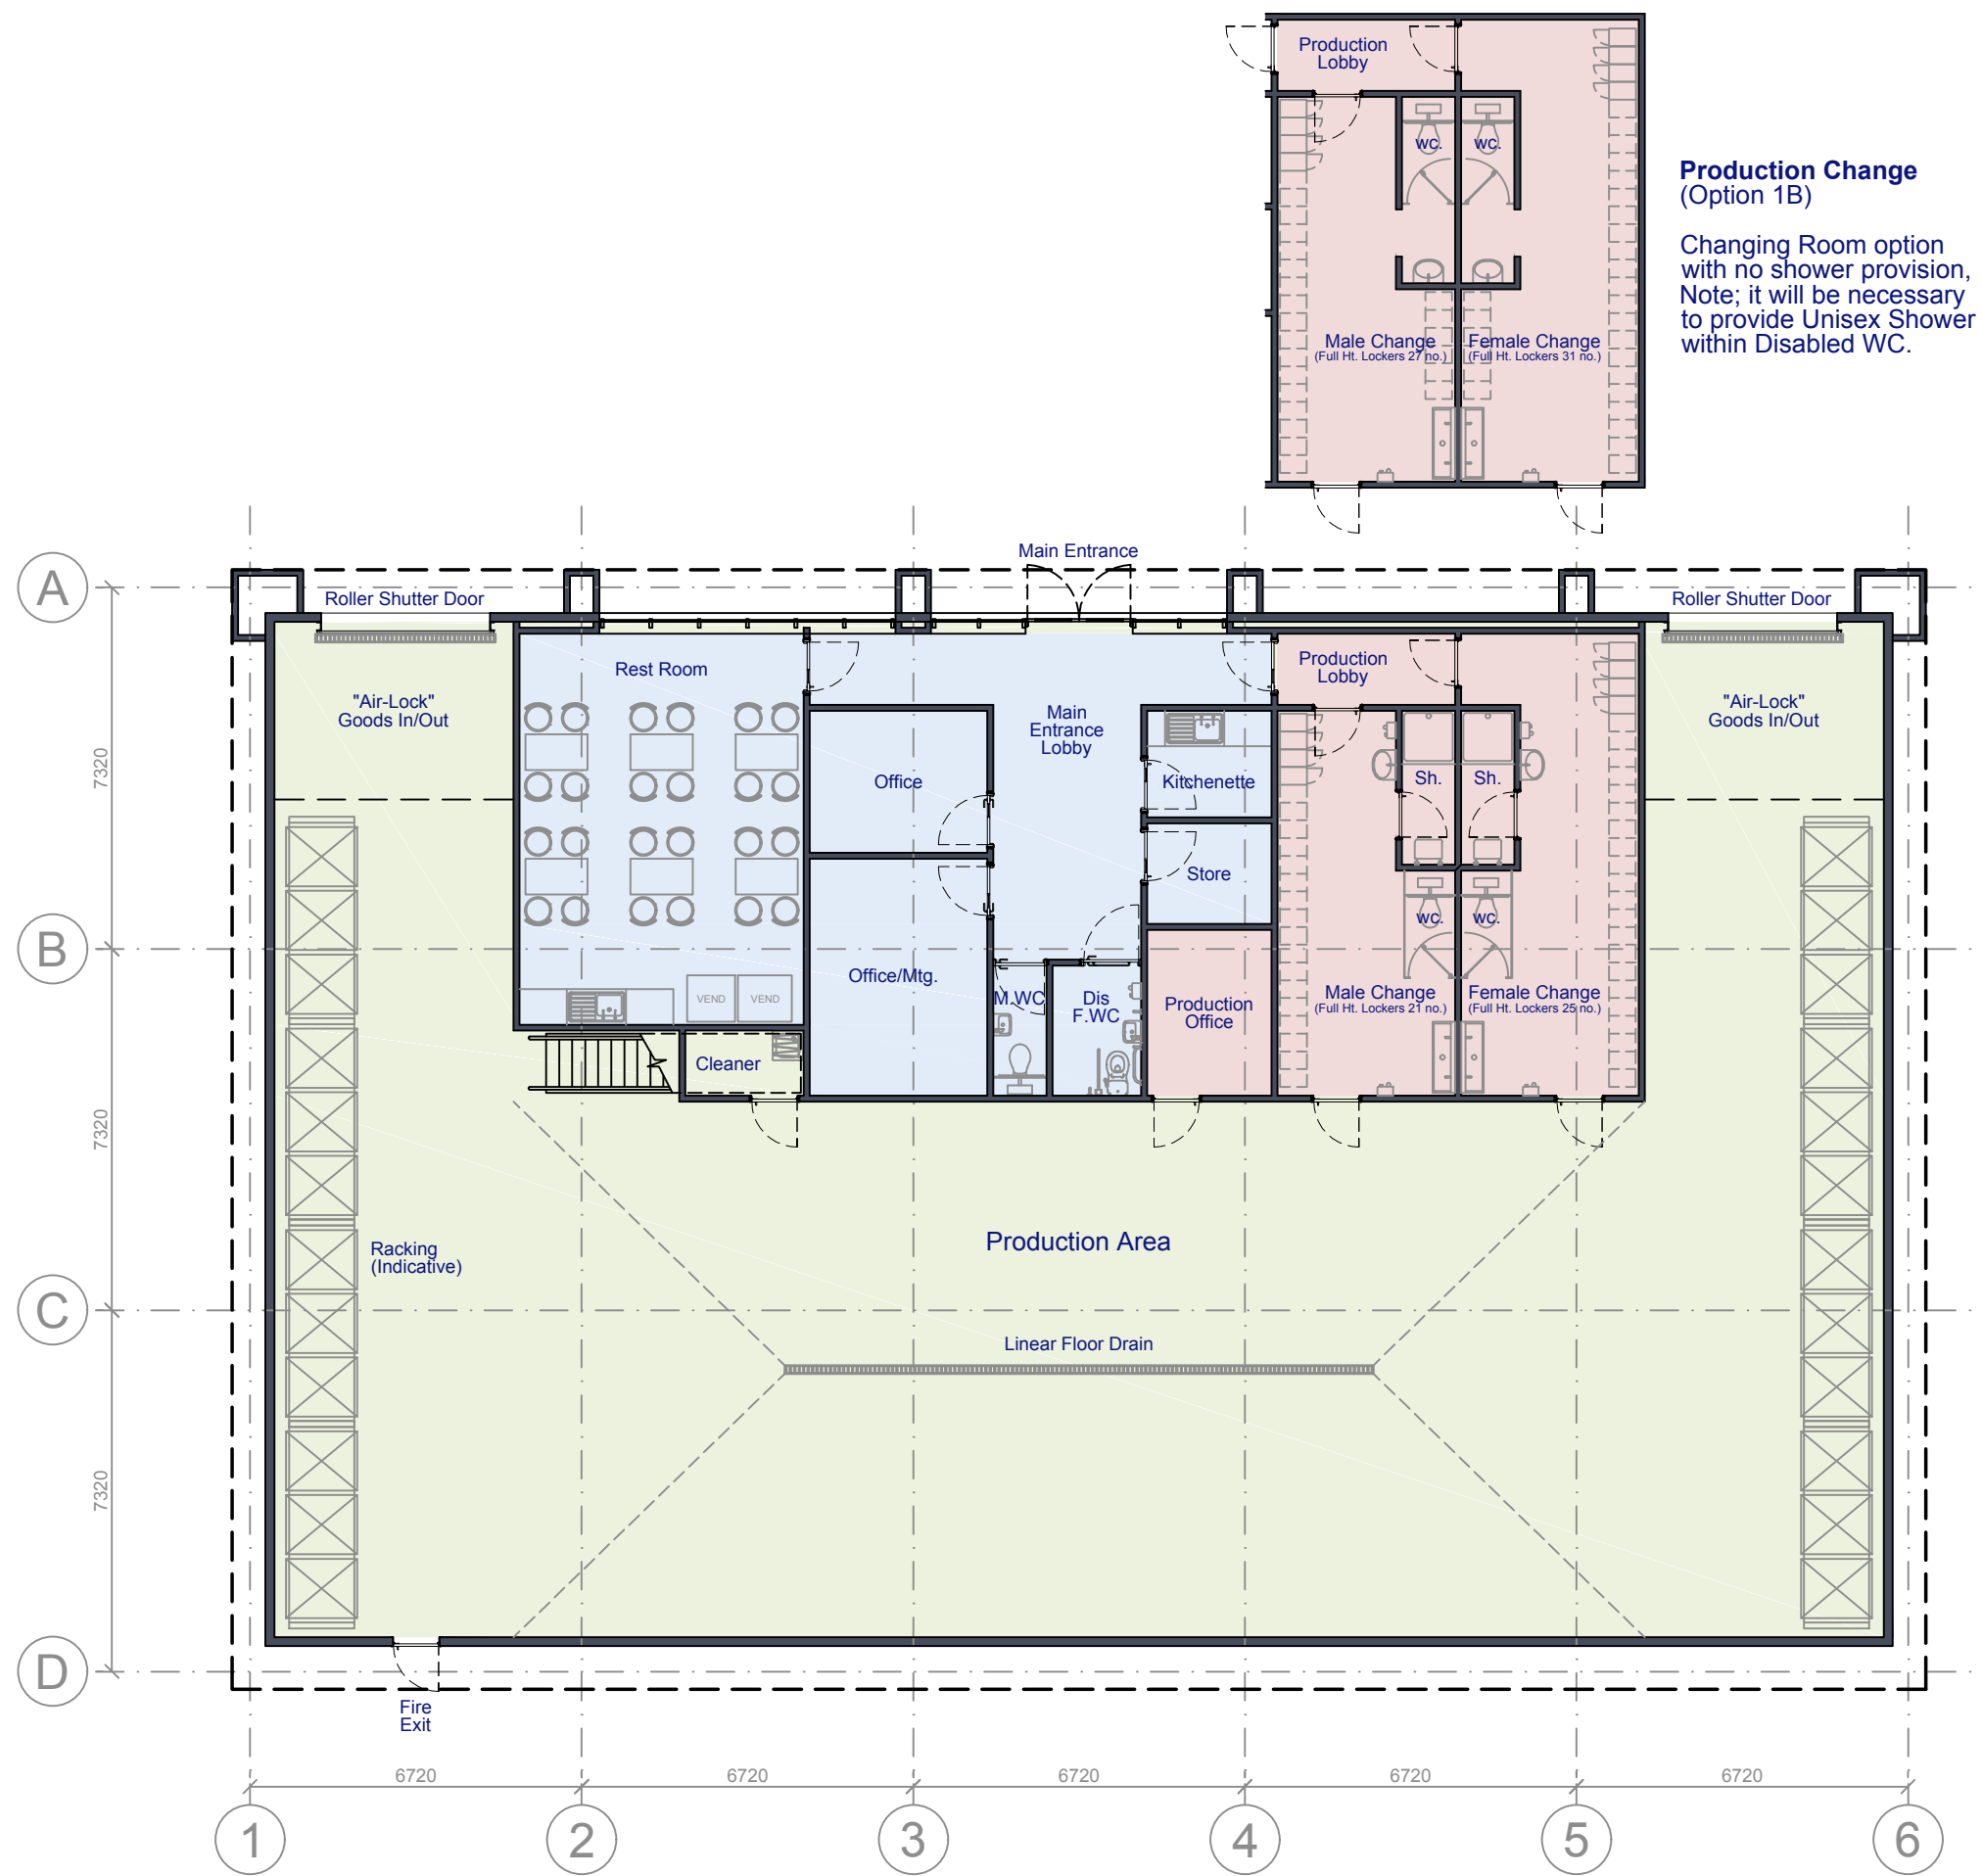 Production
Lobby
WC.
WC.
Male Change
(Full Ht. Lockers 27 no.)
Female Change
(Full Ht. Lockers 31 no.)
Production Change
(Option 1B)
Changing Room option
with no shower provision,
Note; it will be necessary
to provide Unisex Shower
within Disabled WC.
Main Entrance
A
Roller Shutter Door
Roller Shutter Door
Rest Room
Production
Lobby
"Air-Lock"
Goods In/Out
Main
Entrance
Lobby
"Air-Lock"
Goods In/Out
7320
Office
Kitchenette
Sh.
Sh.
Store
WC.
WC.
B
Office/Mtg.
VEND
VEND
M.WC
Dis
F.WC
Production
Office
Male Change
(Full Ht. Lockers 21 no.)
Female Change
(Full Ht. Lockers 25 no.)
Cleaner
7320
Production Area
Racking
(Indicative)
C
Linear Floor Drain
7320
D
Fire
Exit
6720
6720
6720
6720
6720
1
2
3
4
5
6